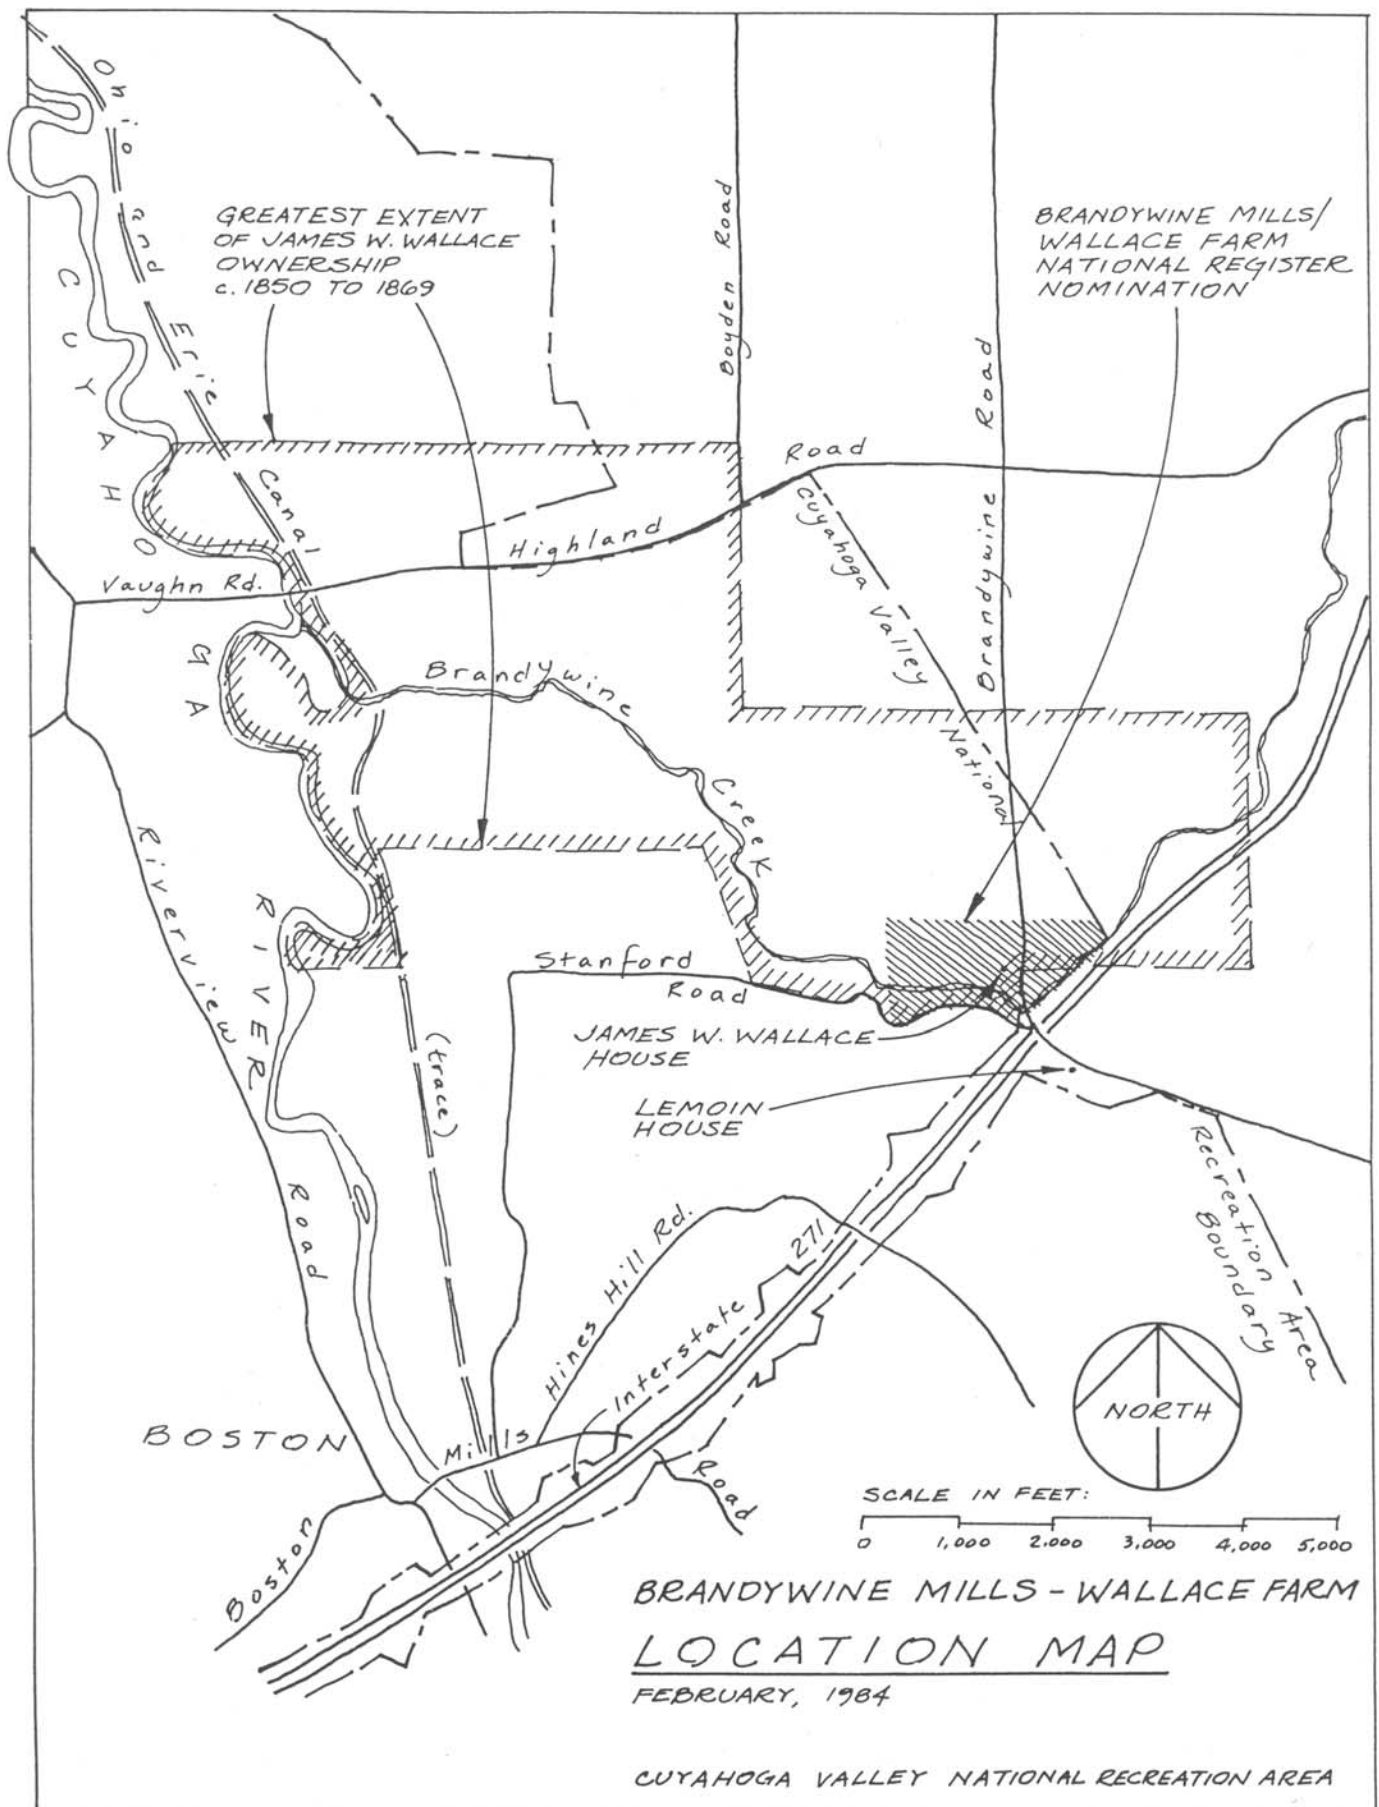 Ohio and Erie Canal
CUYAHOGA
RIVER
GREATEST EXTENT
OF JAMES W. WALLACE
OWNERSHIP
c. 1850 TO 1869
Boyden Road
Brandywine Road
BRANDYWINE MILLS/
WALLACE FARM
NATIONAL REGISTER
NOMINATION
Highland Road
Vaughn Rd.
Cuyahoga Valley National
Recreation Area
Boundary
Brandywine Creek
Riverview Road
Stanford
Road
JAMES W. WALLACE
HOUSE
LEMOIN
HOUSE
(trace)
Hines Hill Rd.
Interstate 271
BOSTON
Boston Mills Road
NORTH
SCALE IN FEET:
0 1,000 2,000 3,000 4,000 5,000
BRANDYWINE MILLS - WALLACE FARM
LOCATION MAP
FEBRUARY, 1984
CUYAHOGA VALLEY NATIONAL RECREATION AREA